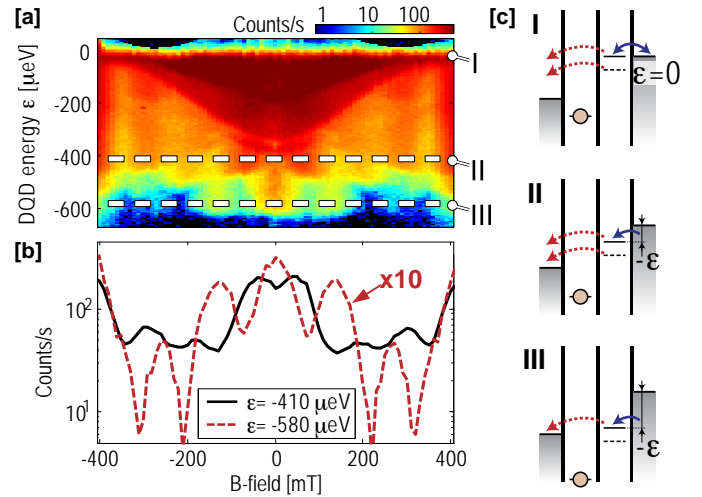 [a]
Counts/s
1 10 100
[c]
DQD energy ε [µeV]
0
-200
-400
-600
I
II
III
[b]
Counts/s
10²
10¹
x10
ε= -410 µeV
ε= -580 µeV
-400 -200 0 200 400
B-field [mT]
I
ε=0
II
-ε
III
-ε